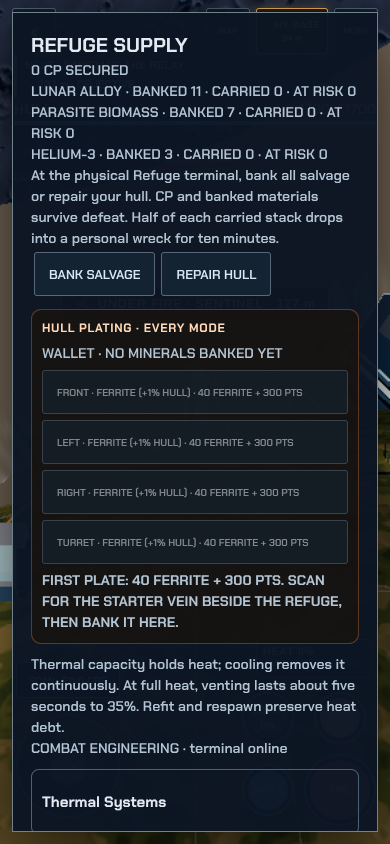 REFUGE SUPPLY
0 CP SECURED
LUNAR ALLOY · BANKED 11 · CARRIED 0 · AT RISK 0
PARASITE BIOMASS · BANKED 7 · CARRIED 0 · AT
RISK 0
HELIUM-3 · BANKED 3 · CARRIED 0 · AT RISK 0
At the physical Refuge terminal, bank all salvage
or repair your hull. CP and banked materials
survive defeat. Half of each carried stack drops
into a personal wreck for ten minutes.
BANK SALVAGE
REPAIR HULL
HULL PLATING · EVERY MODE
WALLET · NO MINERALS BANKED YET
FRONT · FERRITE (+1% HULL) · 40 FERRITE + 300 PTS
LEFT · FERRITE (+1% HULL) · 40 FERRITE + 300 PTS
RIGHT · FERRITE (+1% HULL) · 40 FERRITE + 300 PTS
TURRET · FERRITE (+1% HULL) · 40 FERRITE + 300 PTS
FIRST PLATE: 40 FERRITE + 300 PTS. SCAN
FOR THE STARTER VEIN BESIDE THE REFUGE,
THEN BANK IT HERE.
Thermal capacity holds heat; cooling removes it
continuously. At full heat, venting lasts about five
seconds to 35%. Refit and respawn preserve heat
debt.
COMBAT ENGINEERING · terminal online
Thermal Systems